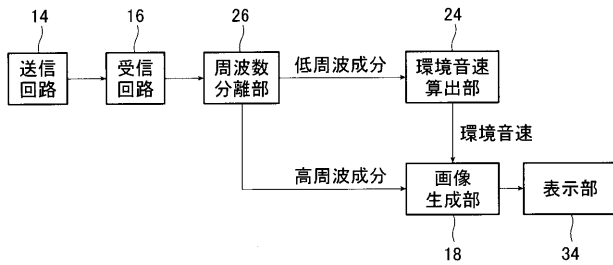 14
16
26
24
送信
回路
受信
回路
周波数
分離部
低周波成分
環境音速
算出部
環境音速
高周波成分
画像
生成部
表示部
18
34